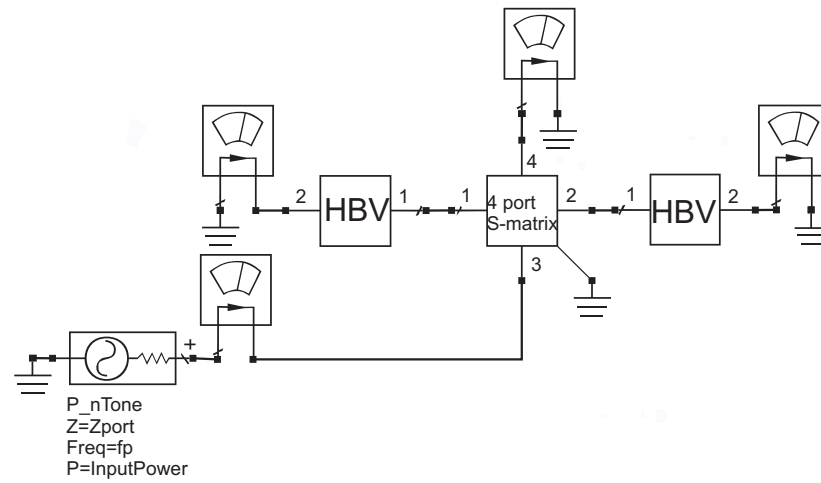 4
2
HBV
1
1
4 port
S-matrix
2
1
HBV
2
3
+
P_nTone
Z=Zport
Freq=fp
P=InputPower